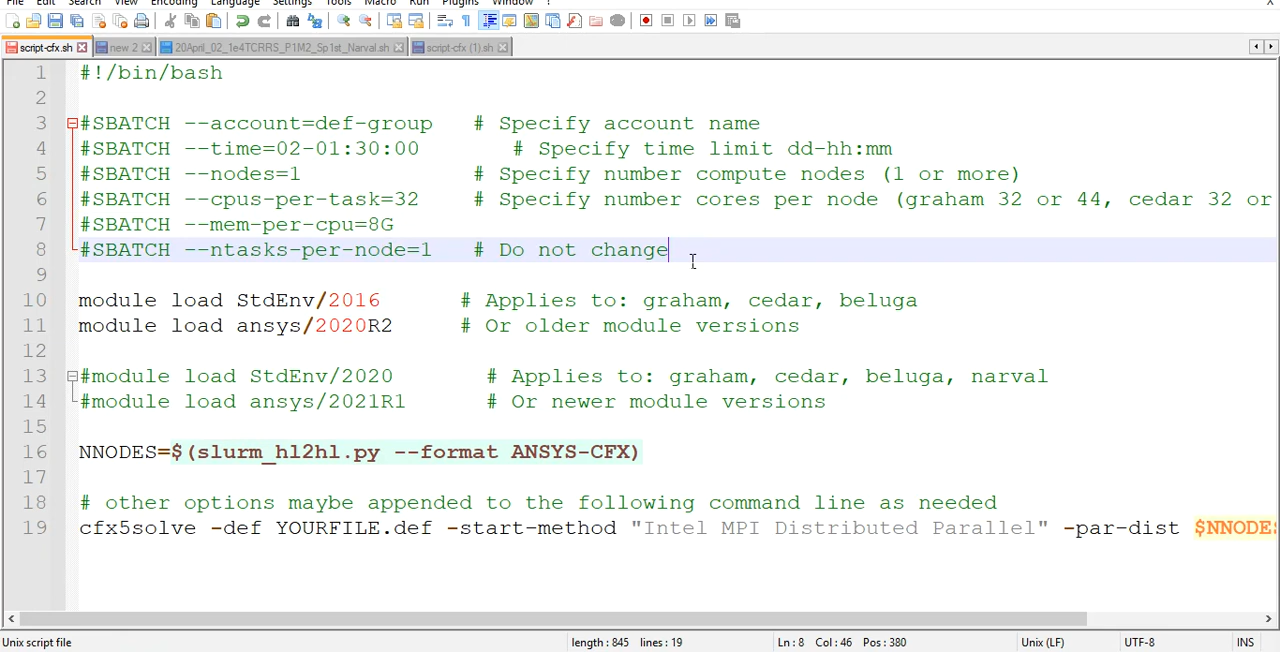 File Edit Search View Encoding Language Settings Tools Macro Run Plugins Window ? X
script-cfx.sh new 2 20April_02_1e4TCRRS_P1M2_Sp1st_Narval.sh script-cfx (1).sh
1 #!/bin/bash
2
3 #SBATCH --account=def-group # Specify account name
4 #SBATCH --time=02-01:30:00 # Specify time limit dd-hh:mm
5 #SBATCH --nodes=1 # Specify number compute nodes (1 or more)
6 #SBATCH --cpus-per-task=32 # Specify number cores per node (graham 32 or 44, cedar 32 or
7 #SBATCH --mem-per-cpu=8G
8 #SBATCH --ntasks-per-node=1 # Do not change
9
10 module load StdEnv/2016 # Applies to: graham, cedar, beluga
11 module load ansys/2020R2 # Or older module versions
12
13 #module load StdEnv/2020 # Applies to: graham, cedar, beluga, narval
14 #module load ansys/2021R1 # Or newer module versions
15
16 NNODES=$(slurm_hl2hl.py --format ANSYS-CFX)
17
18 # other options maybe appended to the following command line as needed
19 cfx5solve -def YOURFILE.def -start-method "Intel MPI Distributed Parallel" -par-dist $NNODES
Unix script file length : 845 lines : 19 Ln : 8 Col : 46 Pos : 380 Unix (LF) UTF-8 INS